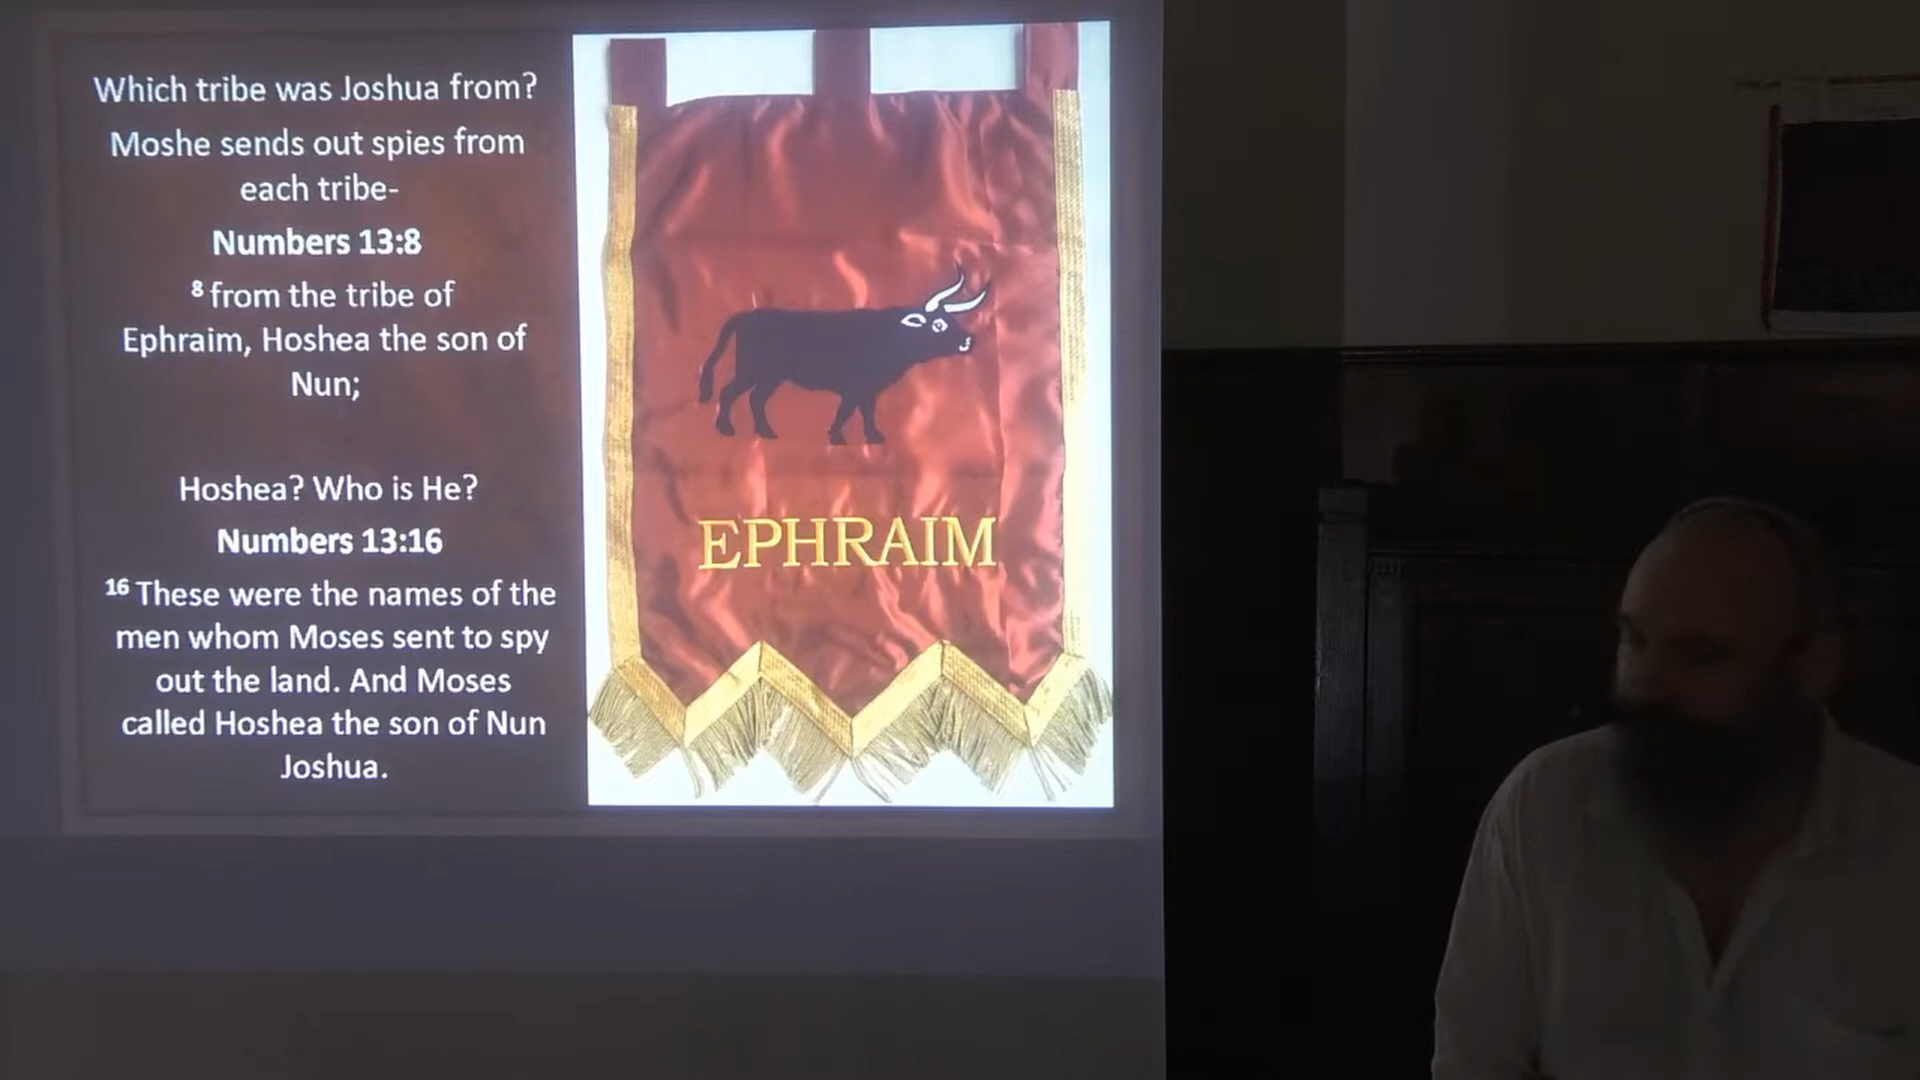 Which tribe was Joshua from?
Moshe sends out spies from
each tribe-
Numbers 13:8
8 from the tribe of
Ephraim, Hoshea the son of
Nun;
Hoshea? Who is He?
Numbers 13:16
16 These were the names of the
men whom Moses sent to spy
out the land. And Moses
called Hoshea the son of Nun
Joshua.
EPHRAIM